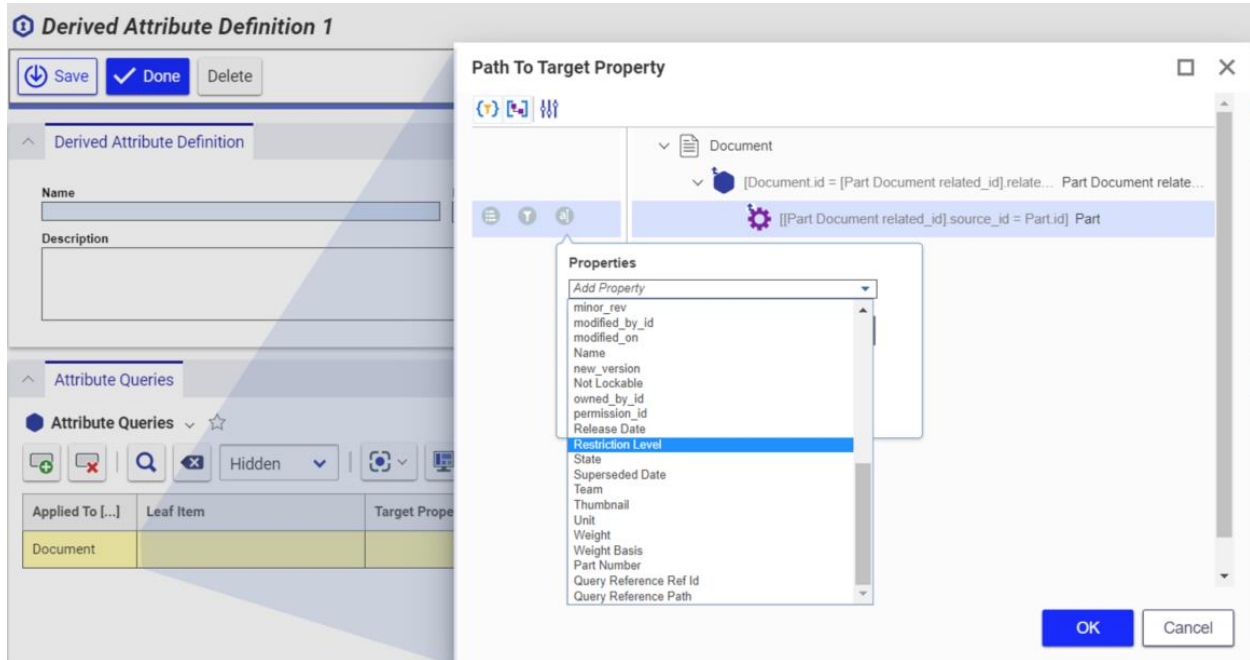 Derived Attribute Definition 1
Save
Done
Delete
Derived Attribute Definition
Name
Description
Attribute Queries
Attribute Queries
Hidden
Applied To [...]
Leaf Item
Target Prope
Document
Path To Target Property
Document
[Document.id = [Part Document related_id].relate... Part Document relate...
[[Part Document related_id].source_id = Part.id] Part
Properties
Add Property
minor_rev
modified_by_id
modified_on
Name
new_version
Not Lockable
owned_by_id
permission_id
Release Date
Restriction Level
State
Superseded Date
Team
Thumbnail
Unit
Weight
Weight Basis
Part Number
Query Reference Ref Id
Query Reference Path
OK
Cancel